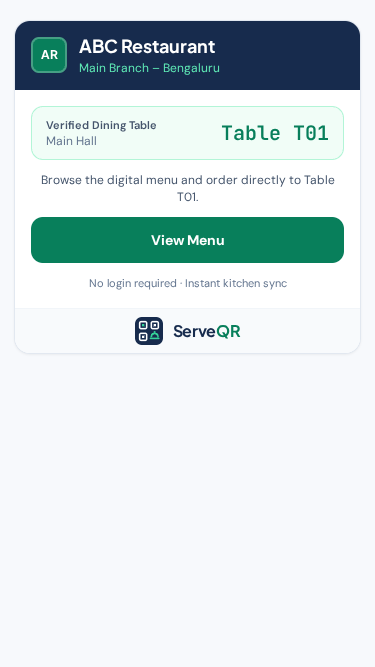 AR
ABC Restaurant
Main Branch – Bengaluru
Verified Dining Table
Main Hall
Table T01
Browse the digital menu and order directly to Table
T01.
View Menu
No login required · Instant kitchen sync
ServeQR